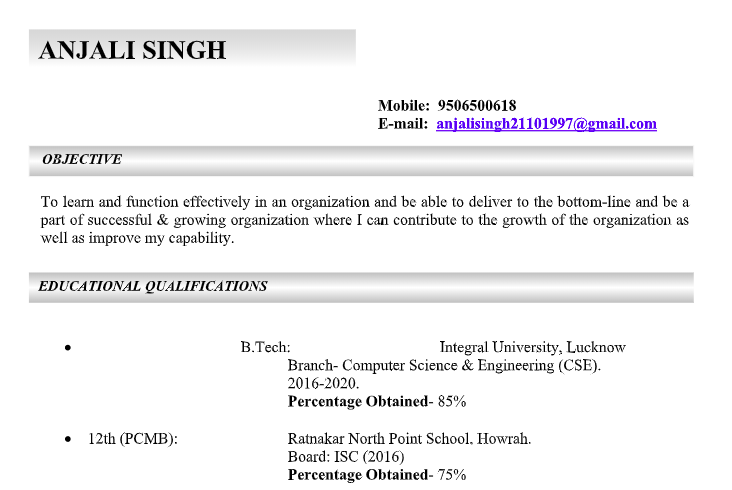 ANJALI SINGH
Mobile: 9506500618
E-mail: anjalisingh21101997@gmail.com
OBJECTIVE
To learn and function effectively in an organization and be able to deliver to the bottom-line and be a
part of successful & growing organization where I can contribute to the growth of the organization as
well as improve my capability.
EDUCATIONAL QUALIFICATIONS
• B.Tech: Integral University, Lucknow
Branch- Computer Science & Engineering (CSE).
2016-2020.
Percentage Obtained- 85%
• 12th (PCMB): Ratnakar North Point School, Howrah.
Board: ISC (2016)
Percentage Obtained- 75%